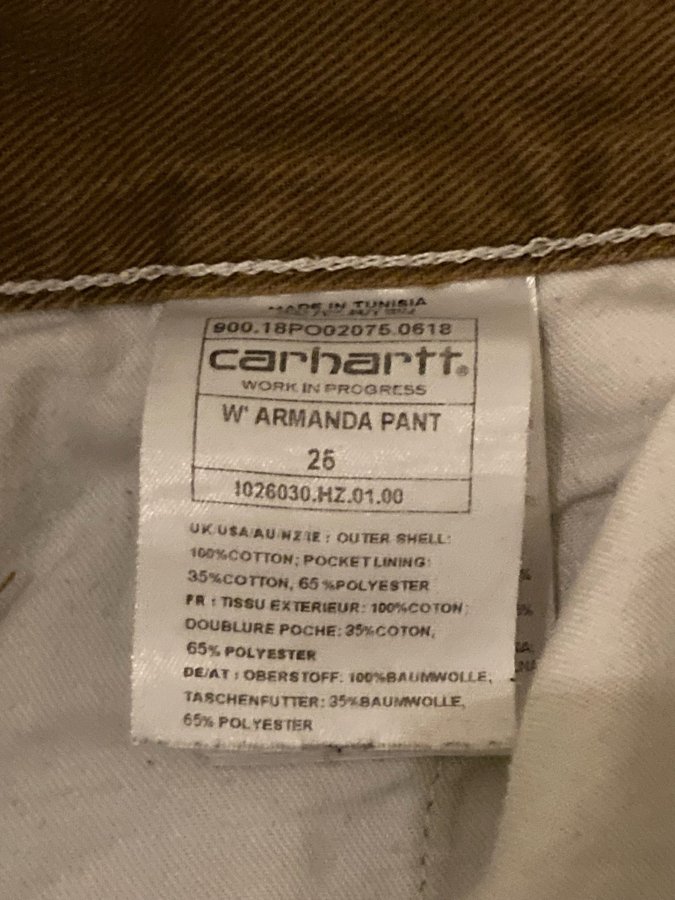 MADE IN TUNISIA
900.18PO02075.0618
carhartt®
WORK IN PROGRESS
W' ARMANDA PANT
26
I026030.HZ.01.00
UK/USA/AU/NZ/IE : OUTER SHELL:
100%COTTON; POCKET LINING:
35%COTTON, 65 %POLYESTER
FR : TISSU EXTERIEUR: 100%COTON;
DOUBLURE POCHE: 35%COTON,
65% POLYESTER
DE/AT : OBERSTOFF: 100%BAUMWOLLE;
TASCHENFUTTER: 35%BAUMWOLLE,
65% POLYESTER